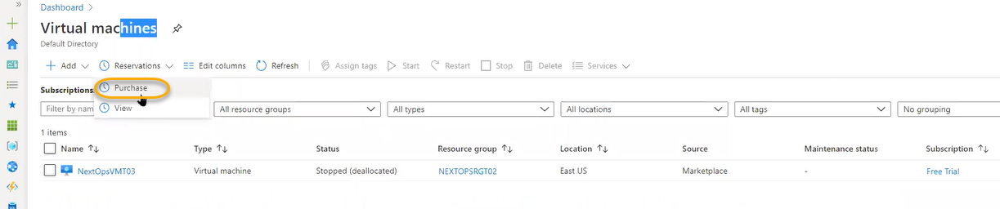 »
Dashboard >
Virtual machines
Default Directory
Add Reservations Edit columns Refresh Assign tags Start Restart Stop Delete Services
Purchase
View
Subscriptions
Filter by nam All resource groups All types All locations All tags No grouping
1 items
Name ↑↓ Type ↑↓ Status Resource group ↑↓ Location ↑↓ Source Maintenance status Subscription ↑↓
NextOpsVMT03 Virtual machine Stopped (deallocated) NEXTOPSRGT02 East US Marketplace - Free Trial